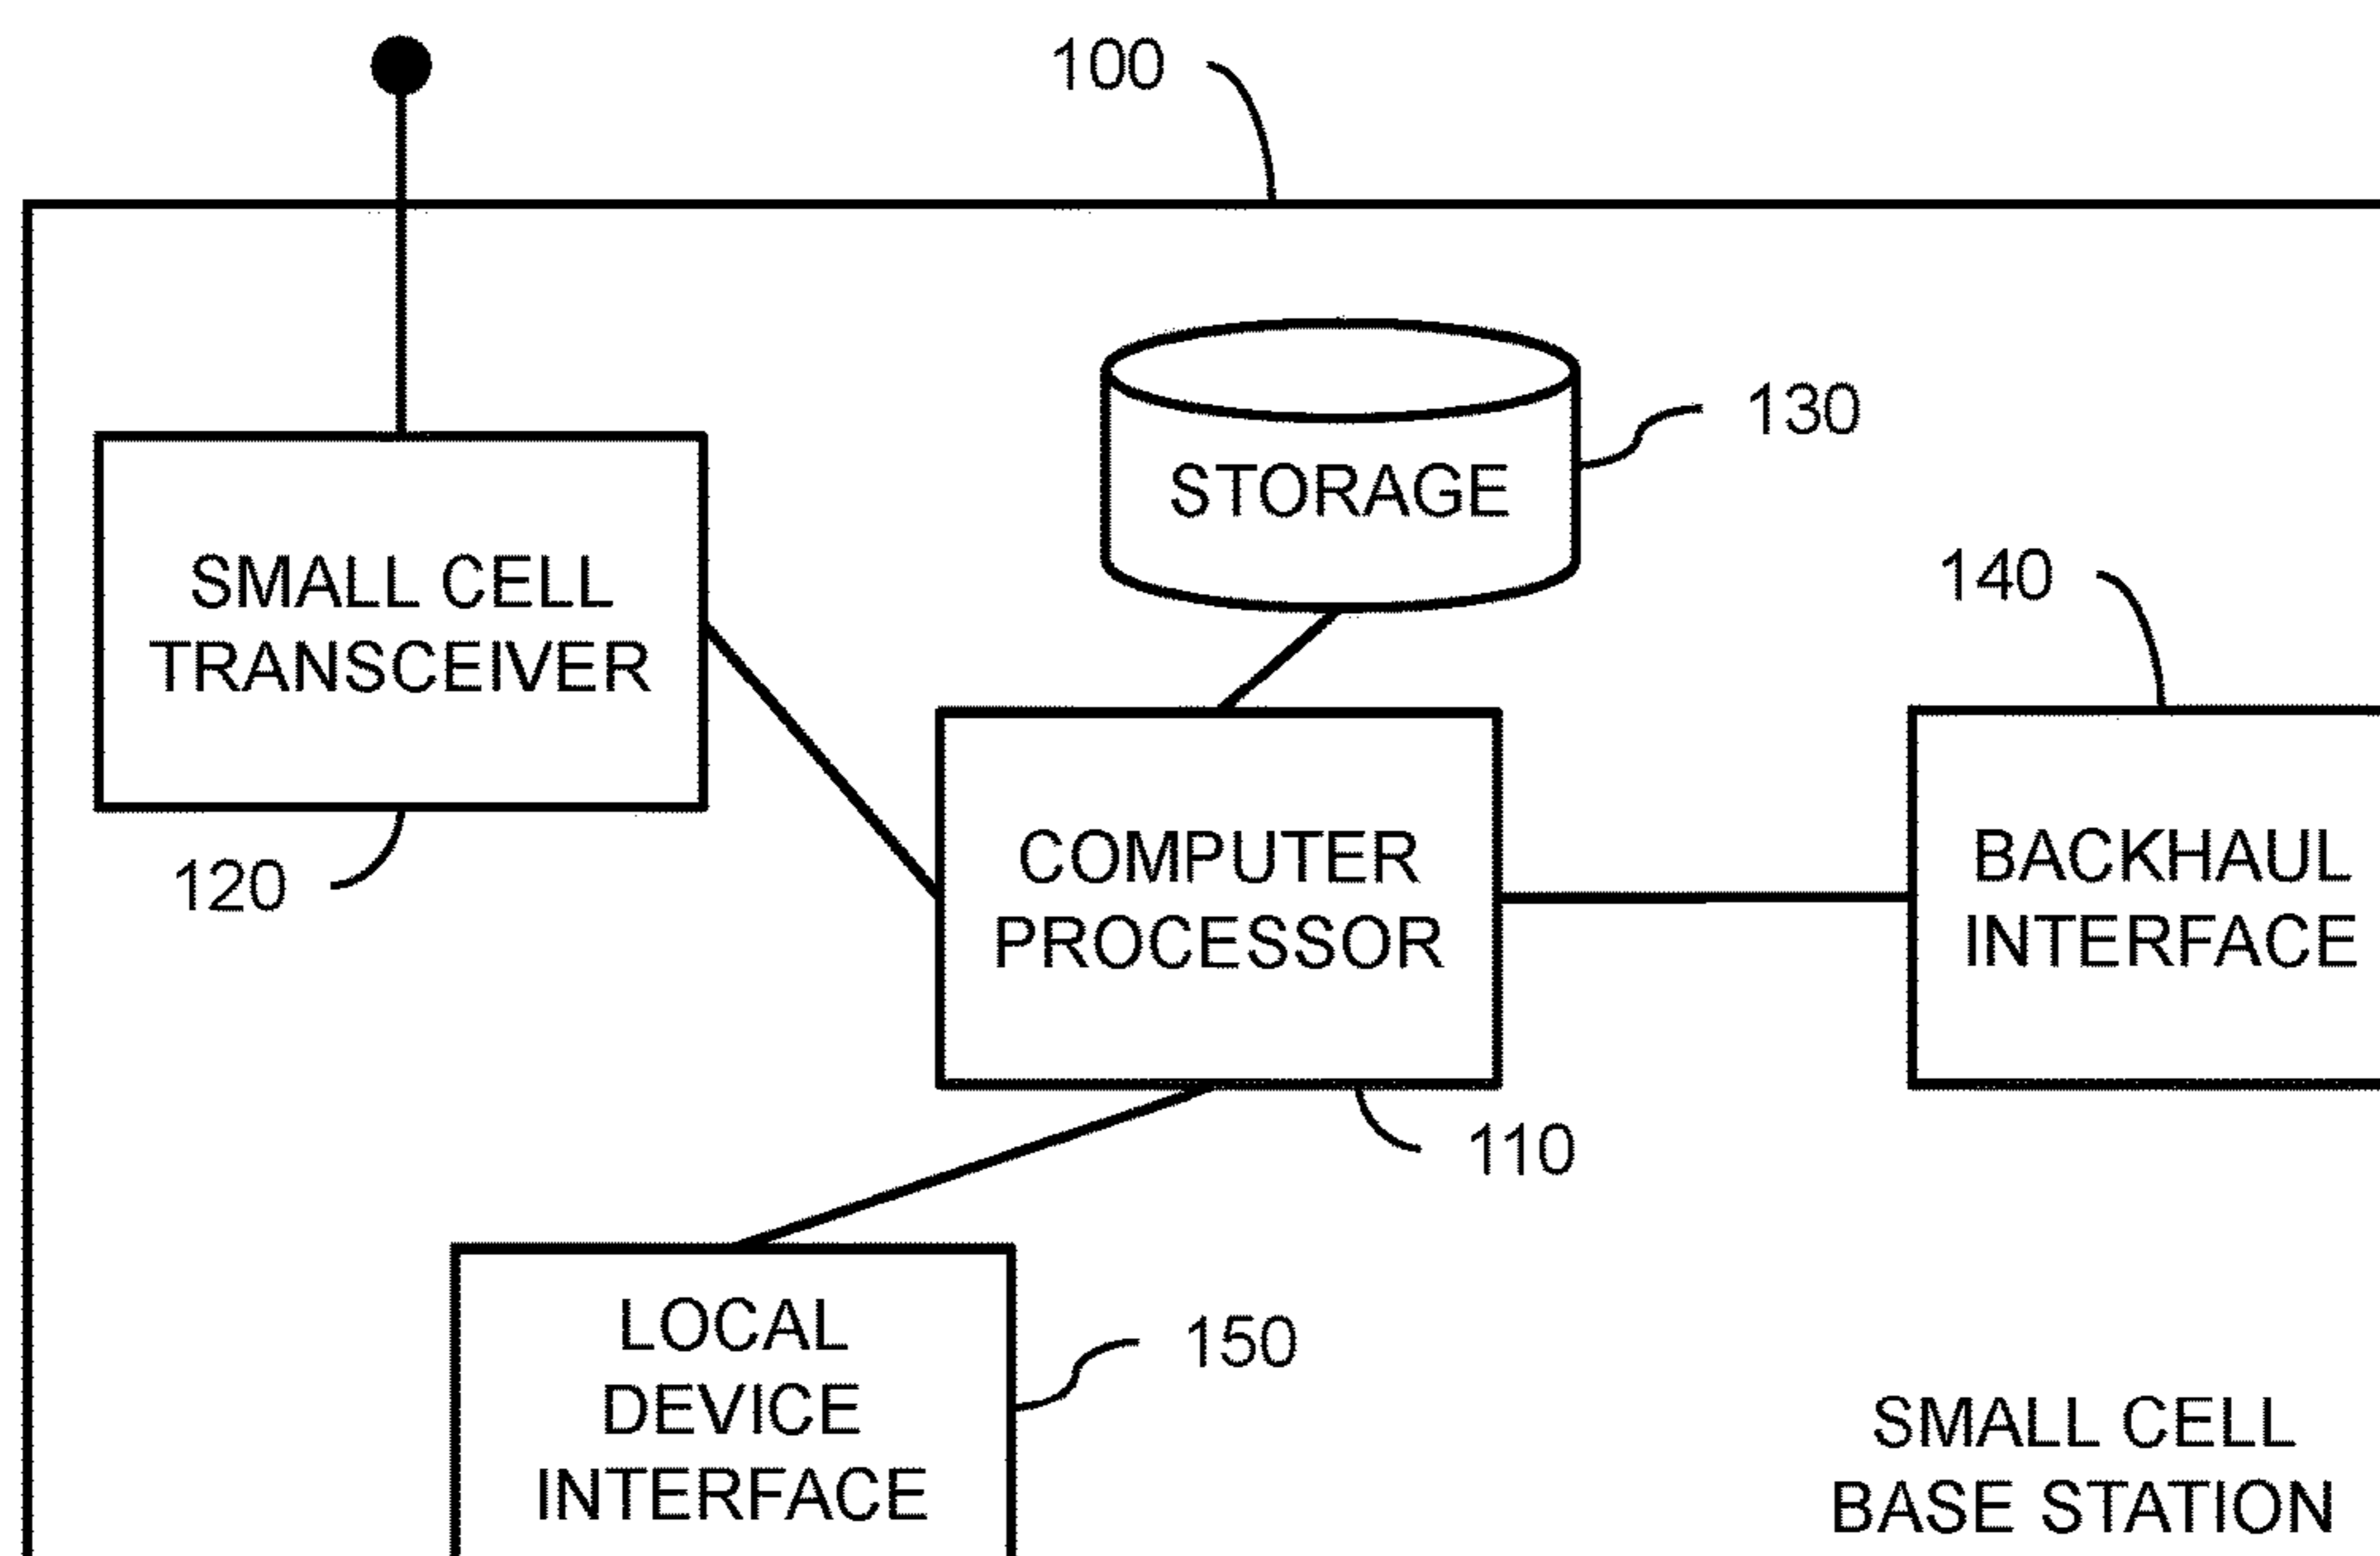 100
STORAGE
130
SMALL CELL
TRANSCEIVER
120
140
COMPUTER
PROCESSOR
110
BACKHAUL
INTERFACE
LOCAL
DEVICE
INTERFACE
150
SMALL CELL
BASE STATION